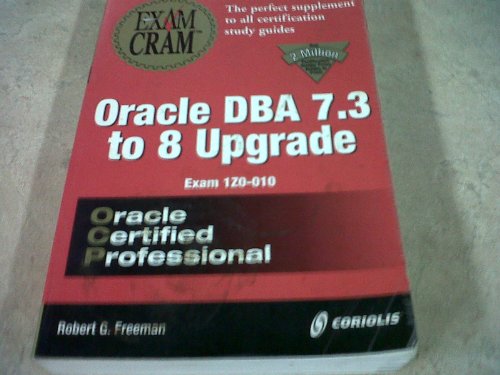 EXAM
CRAM™
The perfect supplement
to all certification
study guides
2 Million
Oracle DBA 7.3
to 8 Upgrade
Exam 1Z0-010
Oracle
Certified
Professional
Robert G. Freeman
CORIOLIS